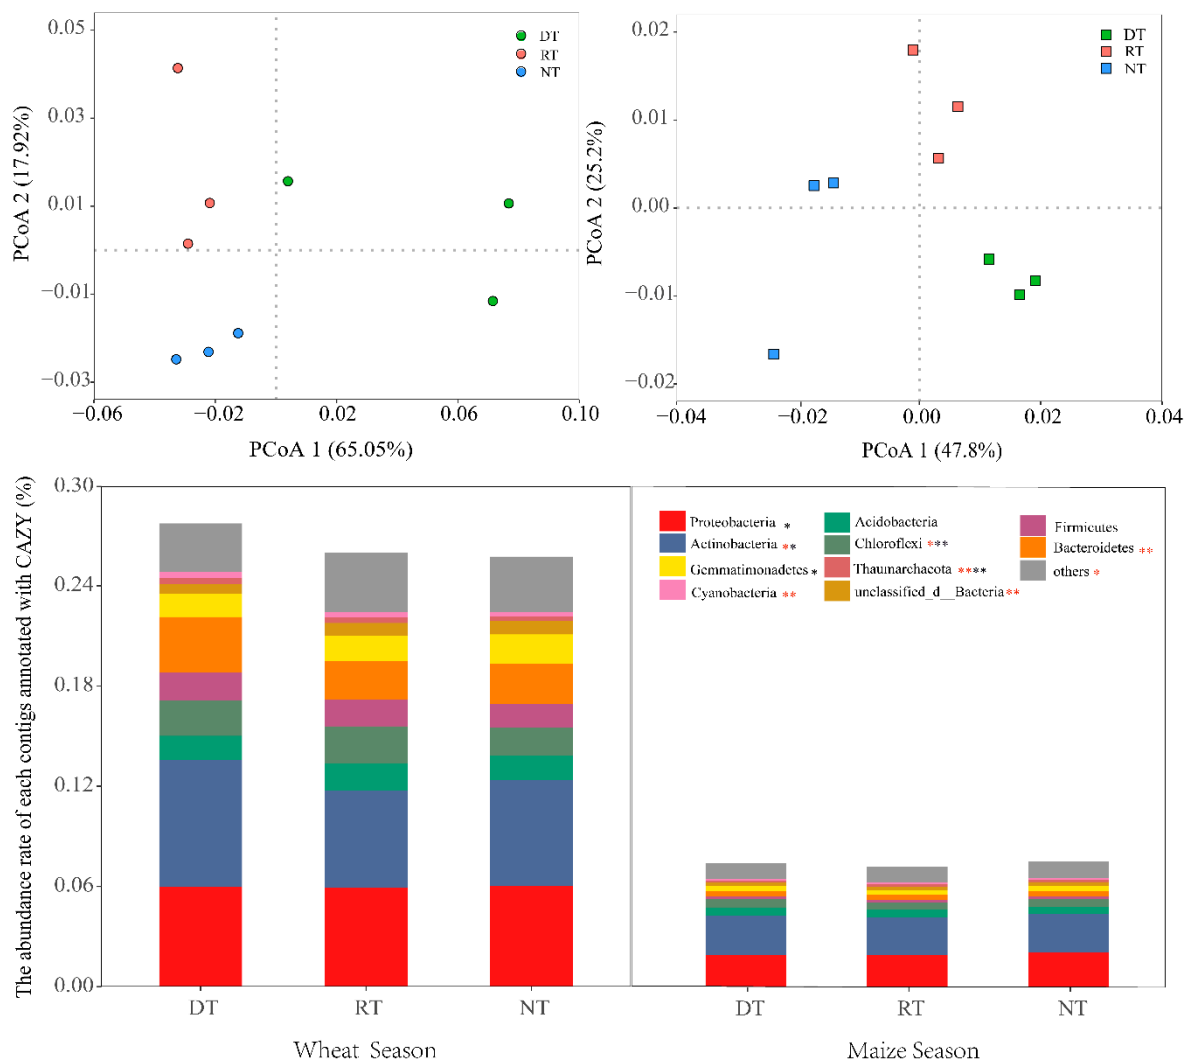 0.05
0.03
0.01
−0.01
−0.03
PCoA 2 (17.92%)
DT
RT
NT
−0.06
−0.02
0.02
0.06
0.10
PCoA 1 (65.05%)
0.02
0.01
0.00
−0.01
−0.02
PCoA 2 (25.2%)
DT
RT
NT
−0.04
−0.02
0.00
0.02
0.04
PCoA 1 (47.8%)
The abundance rate of each contigs annotated with CAZY (%)
0.30
0.24
0.18
0.12
0.06
0.00
Proteobacteria *
Actinobacteria **
Gemmatimonadetes *
Cyanobacteria **
Acidobacteria
Chloroflexi ***
Thaunarchacota ****
unclassified_d__Bacteria **
Firmicutes
Bacteroidetes **
others *
DT
RT
NT
DT
RT
NT
Wheat Season
Maize Season